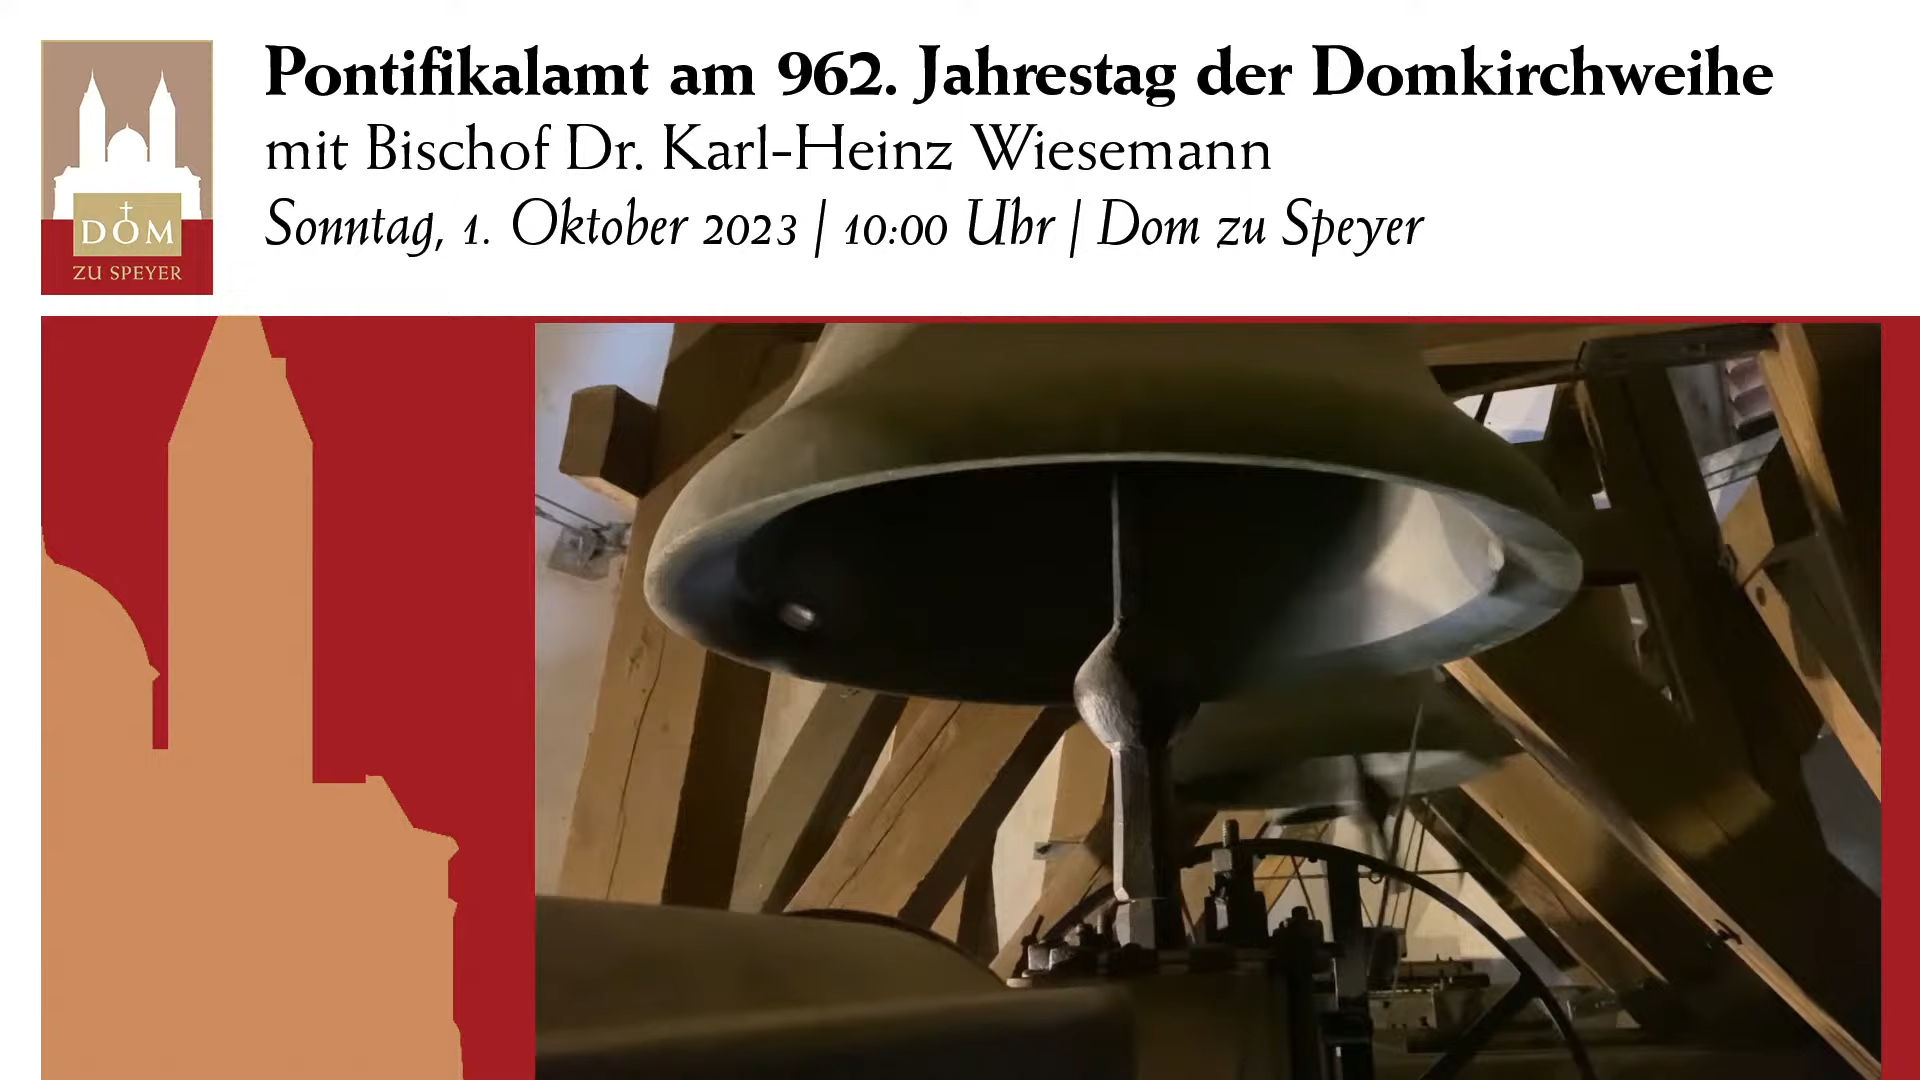 Pontifikalamt am 962. Jahrestag der Domkirchweihe
mit Bischof Dr. Karl-Heinz Wiesemann
Sonntag, 1. Oktober 2023 | 10:00 Uhr | Dom zu Speyer
DOM
ZU SPEYER